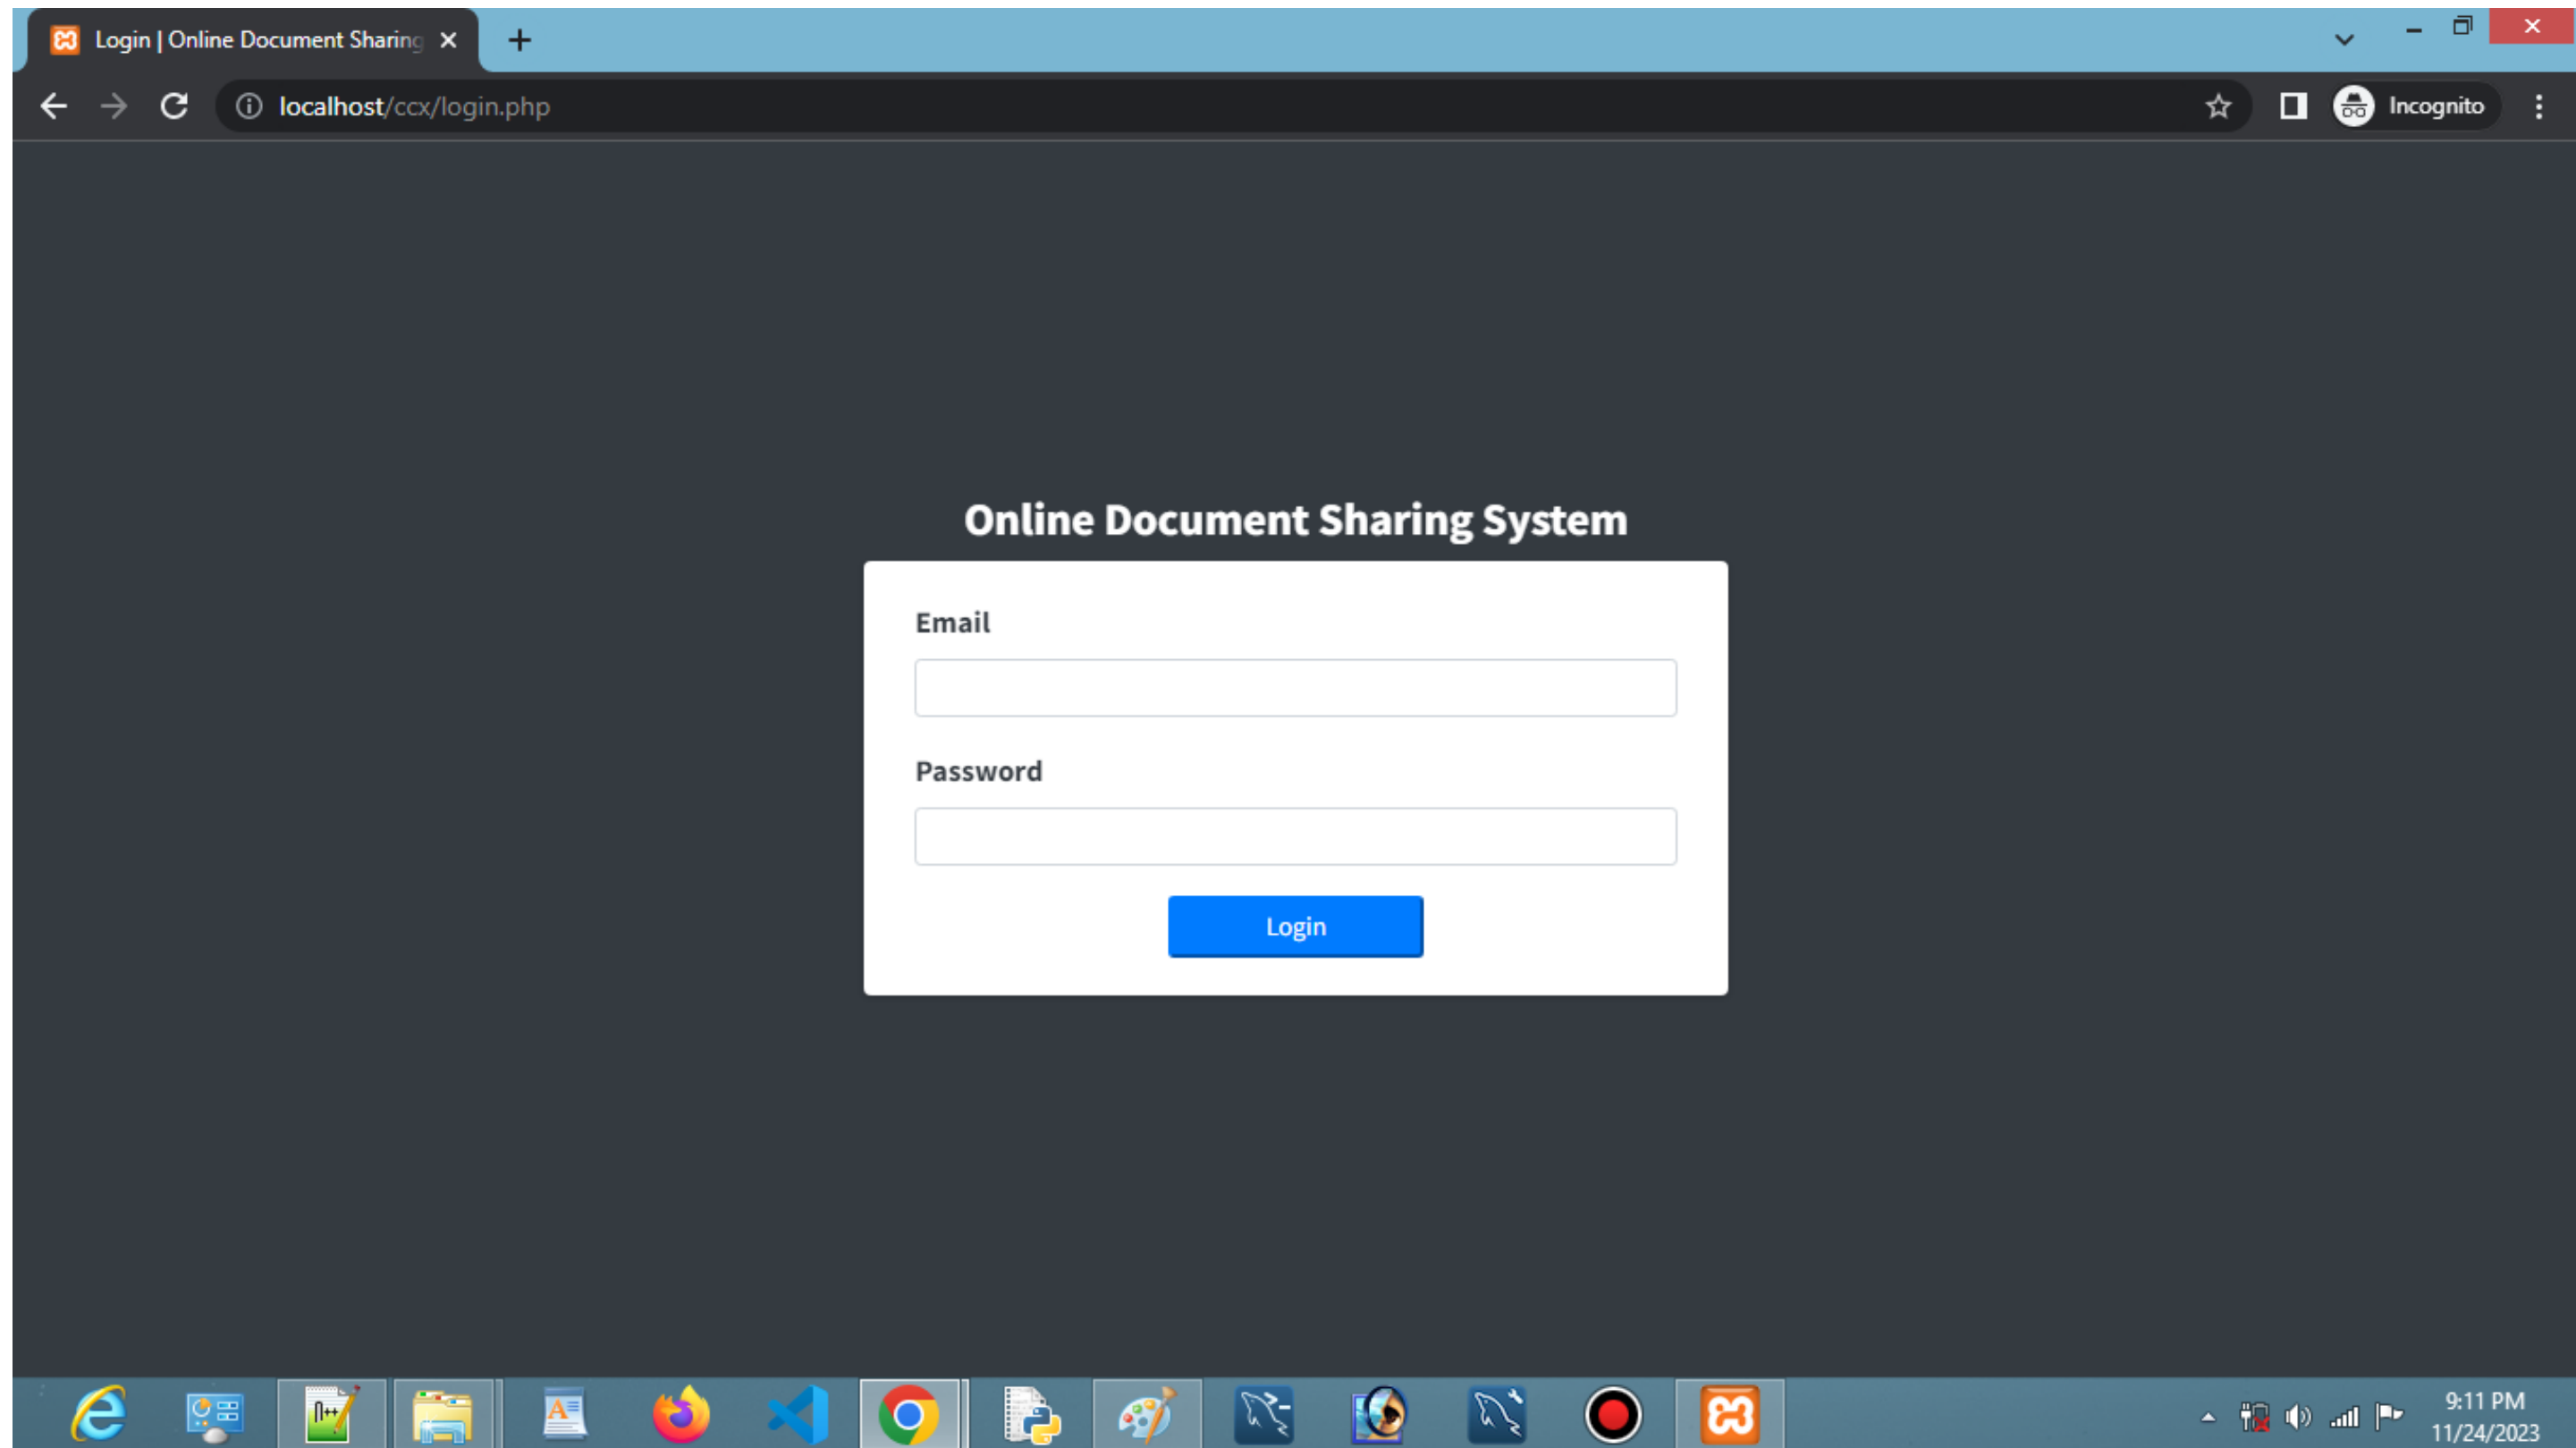 Login | Online Document Sharing
localhost/ccx/login.php
Incognito
Online Document Sharing System
Email
Password
Login
9:11 PM
11/24/2023